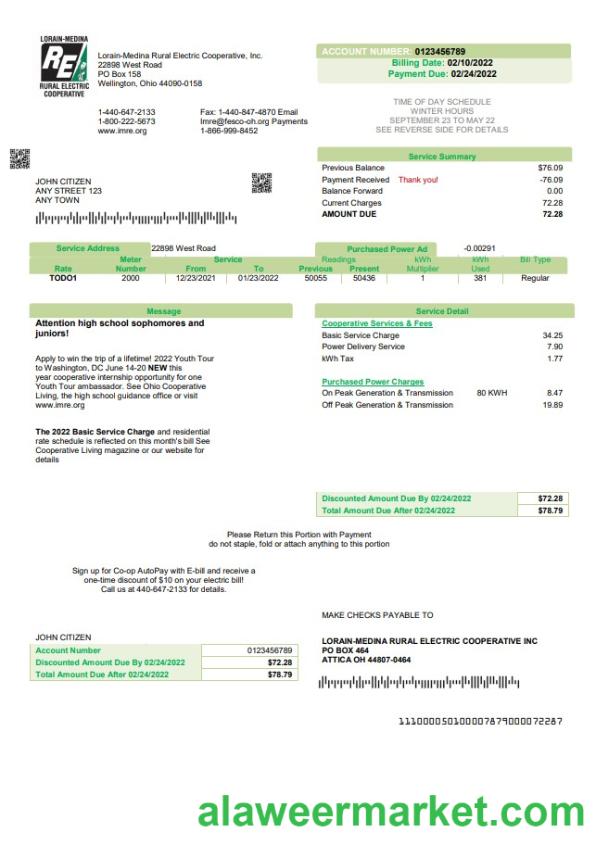 LORAIN-MEDINA
RE
RURAL ELECTRIC
COOPERATIVE
Lorain-Medina Rural Electric Cooperative, Inc.
22898 West Road
PO Box 158
Wellington, Ohio 44090-0158
1-440-647-2133 Fax: 1-440-847-4870 Email
1-800-222-5673 lmre@fesco-oh.org Payments
www.imre.org 1-866-999-8452
ACCOUNT NUMBER: 0123456789
Billing Date: 02/10/2022
Payment Due: 02/24/2022
TIME OF DAY SCHEDULE
WINTER HOURS
SEPTEMBER 23 TO MAY 22
SEE REVERSE SIDE FOR DETAILS
JOHN CITIZEN
ANY STREET 123
ANY TOWN
Service Summary
Previous Balance $76.09
Payment Received Thank you! -76.09
Balance Forward 0.00
Current Charges 72.28
AMOUNT DUE 72.28
Service Address 22898 West Road Purchased Power Ad -0.00291
Meter Service Readings kWh kWh Bill Type
Rate Number From To Previous Present Multiplier Used
TODO1 2000 12/23/2021 01/23/2022 50055 50436 1 381 Regular
Message
Attention high school sophomores and
juniors!
Apply to win the trip of a lifetime! 2022 Youth Tour
to Washington, DC June 14-20 NEW this
year cooperative internship opportunity for one
Youth Tour ambassador. See Ohio Cooperative
Living, the high school guidance office or visit
www.imre.org
The 2022 Basic Service Charge and residential
rate schedule is reflected on this month's bill See
Cooperative Living magazine or our website for
details
Service Detail
Cooperative Services & Fees
Basic Service Charge 34.25
Power Delivery Service 7.90
kWh Tax 1.77
Purchased Power Charges
On Peak Generation & Transmission 80 KWH 8.47
Off Peak Generation & Transmission 19.89
Discounted Amount Due By 02/24/2022 $72.28
Total Amount Due After 02/24/2022 $78.79
Please Return this Portion with Payment
do not staple, fold or attach anything to this portion
Sign up for Co-op AutoPay with E-bill and receive a
one-time discount of $10 on your electric bill!
Call us at 440-647-2133 for details.
MAKE CHECKS PAYABLE TO
JOHN CITIZEN
Account Number 0123456789
Discounted Amount Due By 02/24/2022 $72.28
Total Amount Due After 02/24/2022 $78.79
LORAIN-MEDINA RURAL ELECTRIC COOPERATIVE INC
PO BOX 464
ATTICA OH 44807-0464
111000050100007879000072287
alaweermarket.com